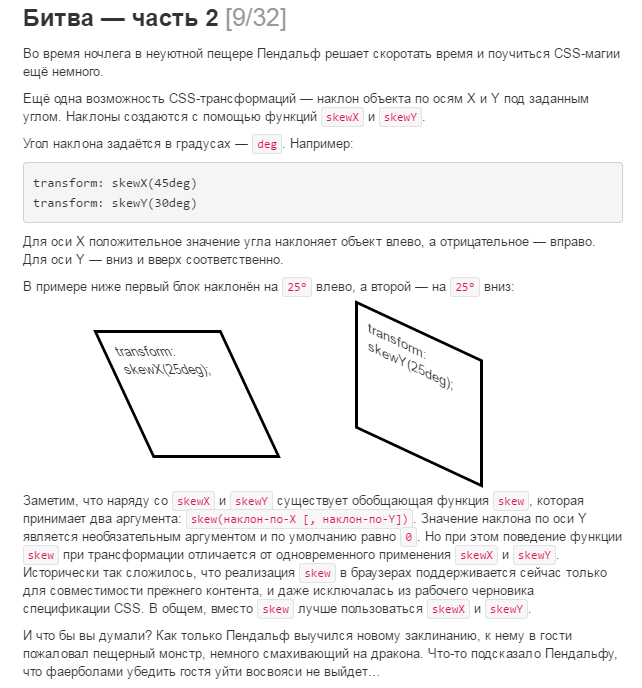 Битва — часть 2 [9/32]
Во время ночлега в неуютной пещере Пендальф решает скоротать время и поучиться CSS-магии
ещё немного.
Ещё одна возможность CSS-трансформаций — наклон объекта по осям X и Y под заданным
углом. Наклоны создаются с помощью функций skewX и skewY.
Угол наклона задаётся в градусах — deg. Например:
transform: skewX(45deg)
transform: skewY(30deg)
Для оси X положительное значение угла наклоняет объект влево, а отрицательное — вправо.
Для оси Y — вниз и вверх соответственно.
В примере ниже первый блок наклонён на 25° влево, а второй — на 25° вниз:
transform:
skewX(25deg);
transform:
skewY(25deg);
Заметим, что наряду со skewX и skewY существует обобщающая функция skew, которая
принимает два аргумента: skew(наклон-по-X [, наклон-по-Y]). Значение наклона по оси Y
является необязательным аргументом и по умолчанию равно 0. Но при этом поведение функции
skew при трансформации отличается от одновременного применения skewX и skewY.
Исторически так сложилось, что реализация skew в браузерах поддерживается сейчас только
для совместимости прежнего контента, и даже исключалась из рабочего черновика
спецификации CSS. В общем, вместо skew лучше пользоваться skewX и skewY.
И что бы вы думали? Как только Пендальф выучился новому заклинанию, к нему в гости
пожаловал пещерный монстр, немного смахивающий на дракона. Что-то подсказало Пендальфу,
что фаерболами убедить гостя уйти восвояси не выйдет…